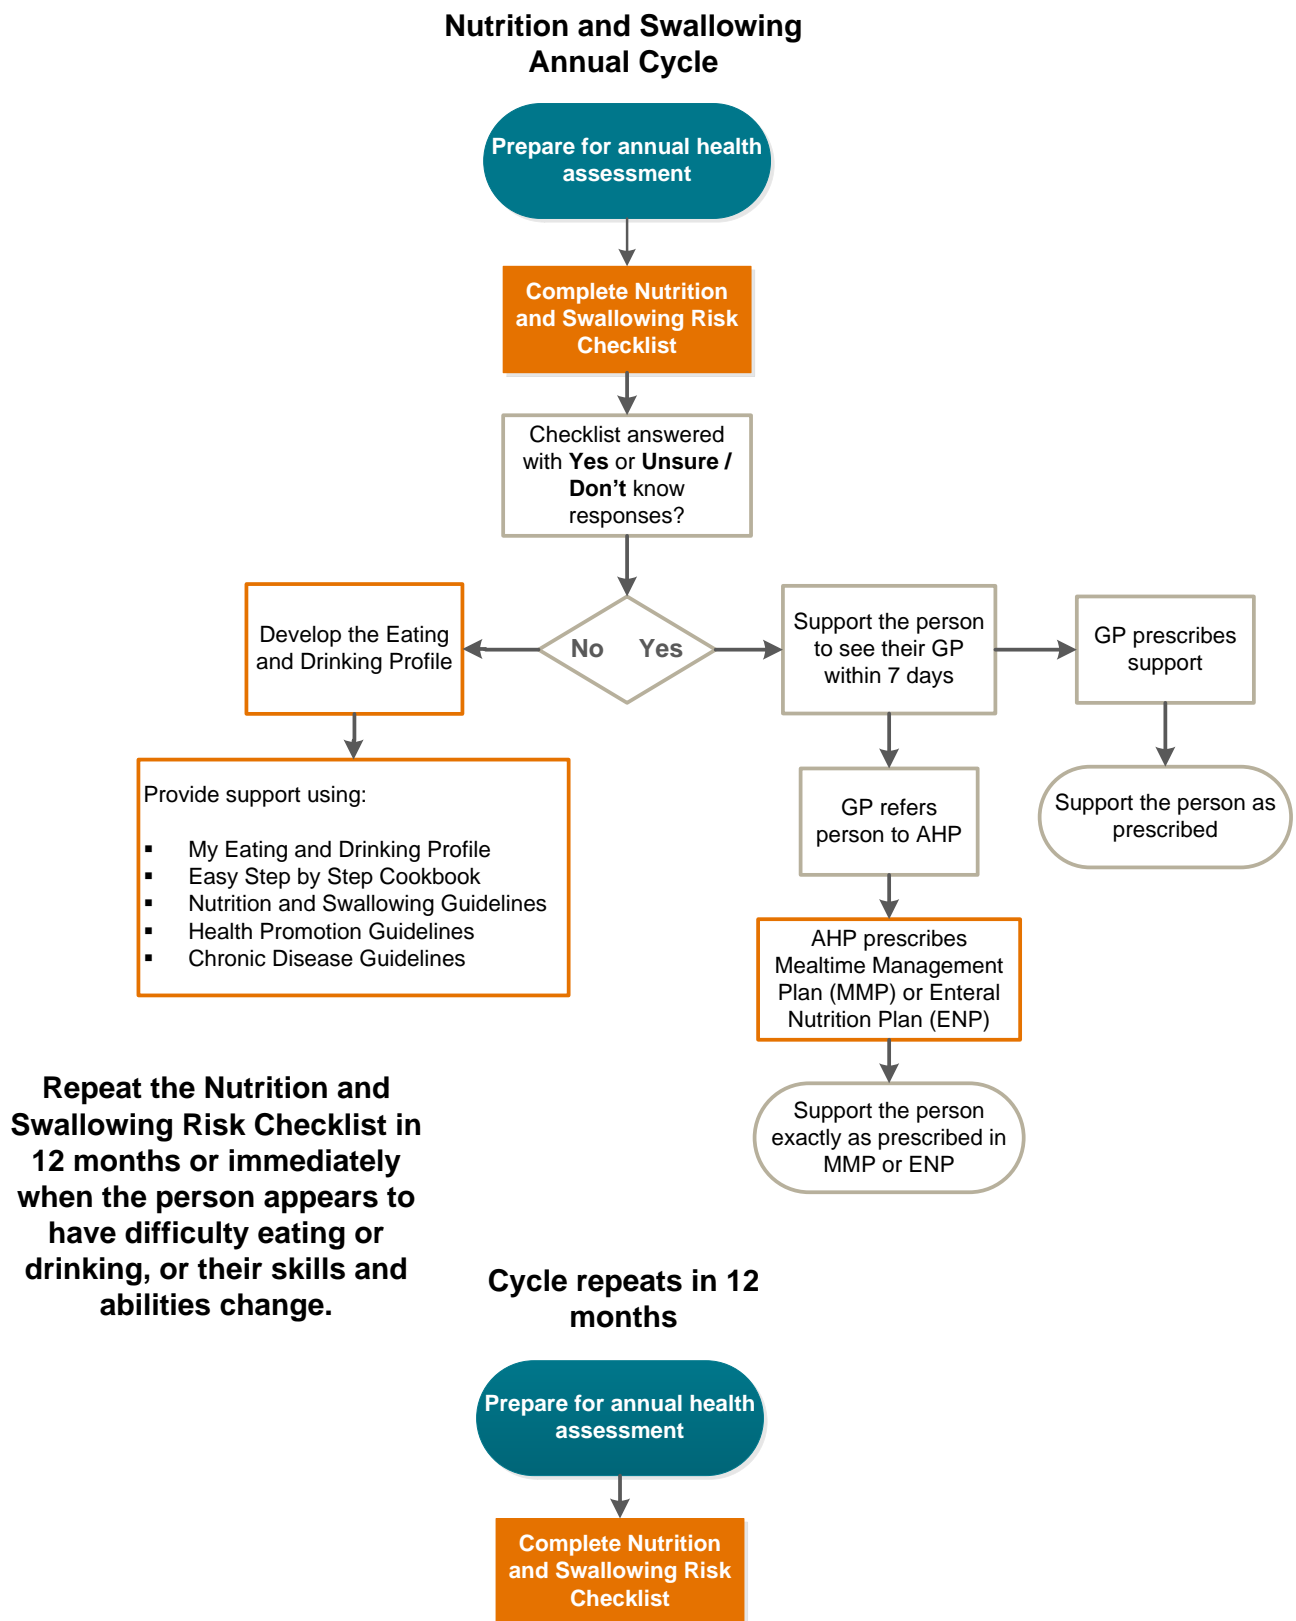 Nutrition and Swallowing
Annual Cycle
Prepare for annual health
assessment
Complete Nutrition
and Swallowing Risk
Checklist
Checklist answered
with Yes or Unsure /
Don't know
responses?
No Yes
Develop the Eating
and Drinking Profile
Support the person
to see their GP
within 7 days
GP prescribes
support
Provide support using:
▪ My Eating and Drinking Profile
▪ Easy Step by Step Cookbook
▪ Nutrition and Swallowing Guidelines
▪ Health Promotion Guidelines
▪ Chronic Disease Guidelines
GP refers
person to AHP
Support the person as
prescribed
AHP prescribes
Mealtime Management
Plan (MMP) or Enteral
Nutrition Plan (ENP)
Support the person
exactly as prescribed in
MMP or ENP
Repeat the Nutrition and
Swallowing Risk Checklist in
12 months or immediately
when the person appears to
have difficulty eating or
drinking, or their skills and
abilities change.
Cycle repeats in 12
months
Prepare for annual health
assessment
Complete Nutrition
and Swallowing Risk
Checklist